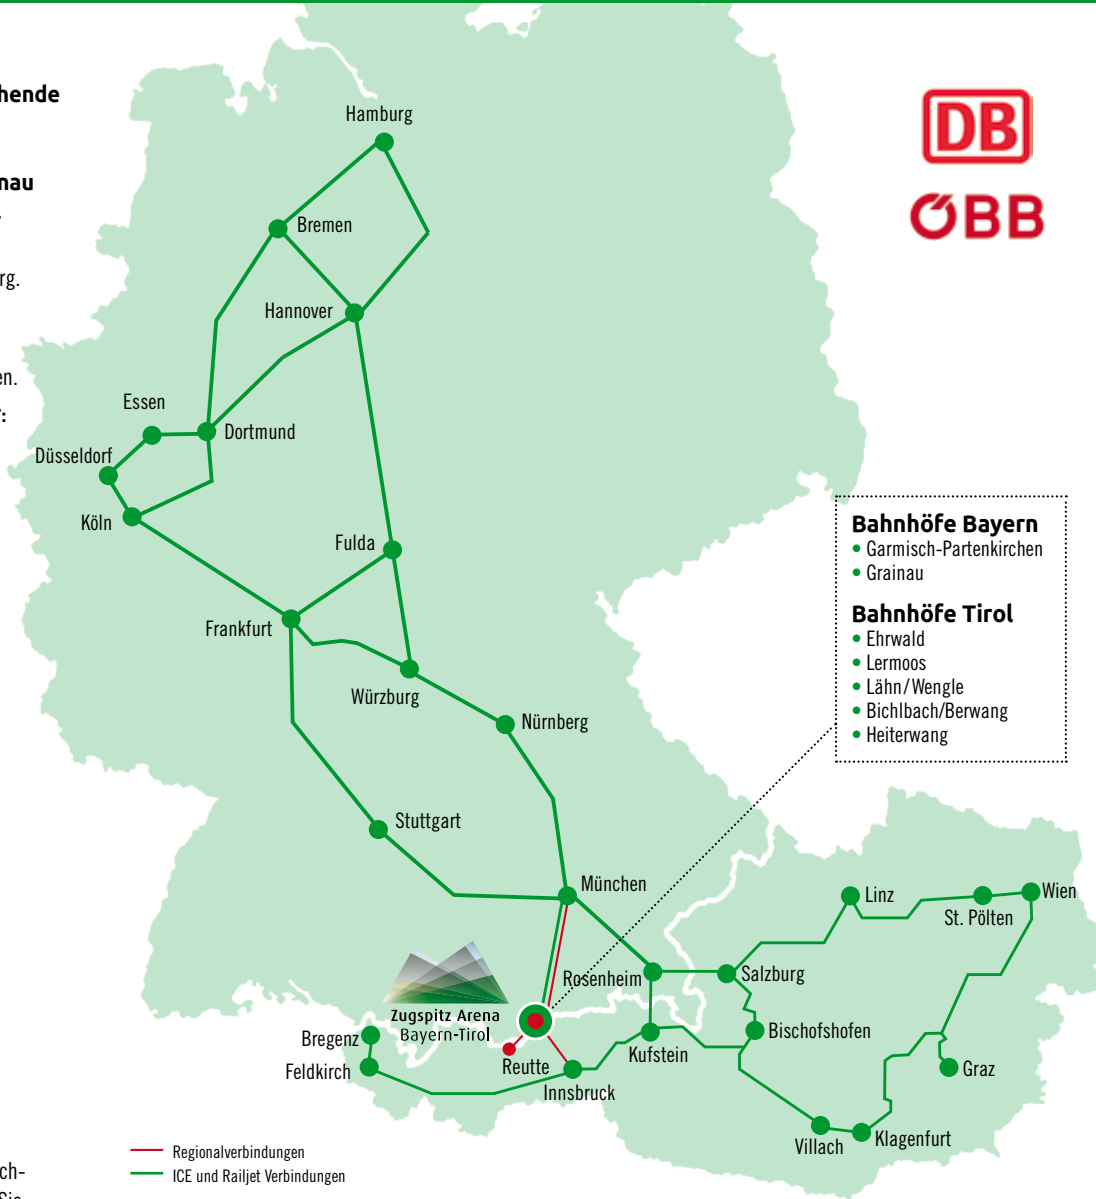 hende
nau
rg.
en.
:
Hamburg
Bremen
Hannover
Essen
Dortmund
Düsseldorf
Köln
Fulda
Frankfurt
Würzburg
Nürnberg
Stuttgart
München
DB
ÖBB
Bahnhöfe Bayern
• Garmisch-Partenkirchen
• Grainau
Bahnhöfe Tirol
• Ehrwald
• Lermoos
• Lähn/Wengle
• Bichlbach/Berwang
• Heiterwang
Linz
St. Pölten
Wien
Rosenheim
Salzburg
Zugspitz Arena
Bayern-Tirol
Bregenz
Feldkirch
Reutte
Innsbruck
Kufstein
Bischofshofen
Graz
Villach
Klagenfurt
Regionalverbindungen
ICE und Railjet Verbindungen
ch-
Sie